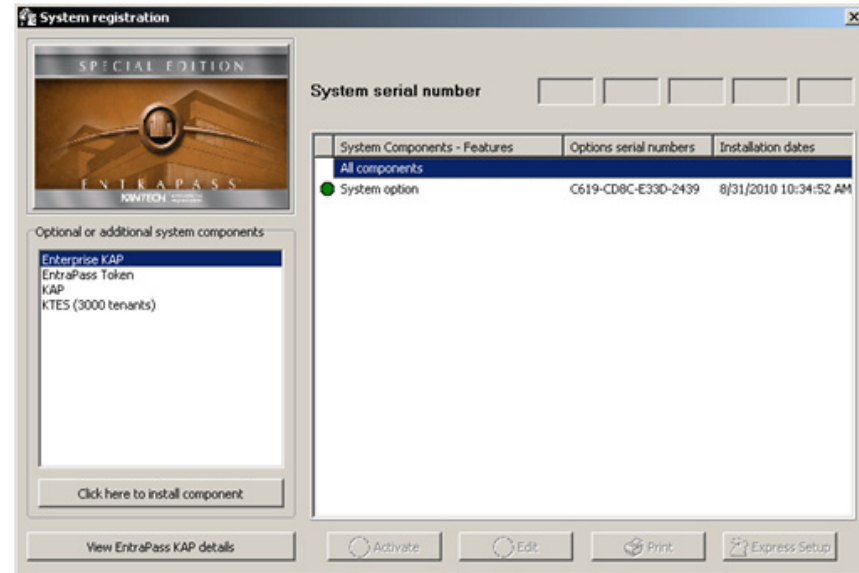 System registration
SPECIAL EDITION
ENTRAPASS
KANTECH
System serial number
System Components - Features Options serial numbers Installation dates
All components
System option C619-CD8C-E33D-2439 8/31/2010 10:34:52 AM
Optional or additional system components
Enterprise KAP
EntraPass Token
KAP
KTES (3000 tenants)
Click here to install component
View EntraPass KAP details
Activate
Edit
Print
Express Setup